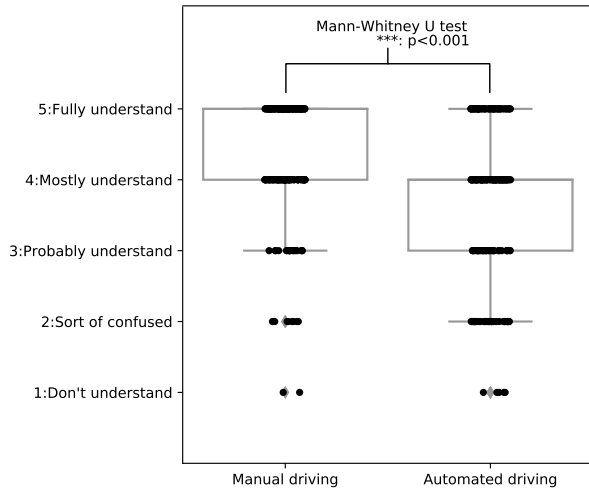 Mann-Whitney U test
***: p<0.001
5:Fully understand
4:Mostly understand
3:Probably understand
2:Sort of confused
1:Don't understand
Manual driving
Automated driving